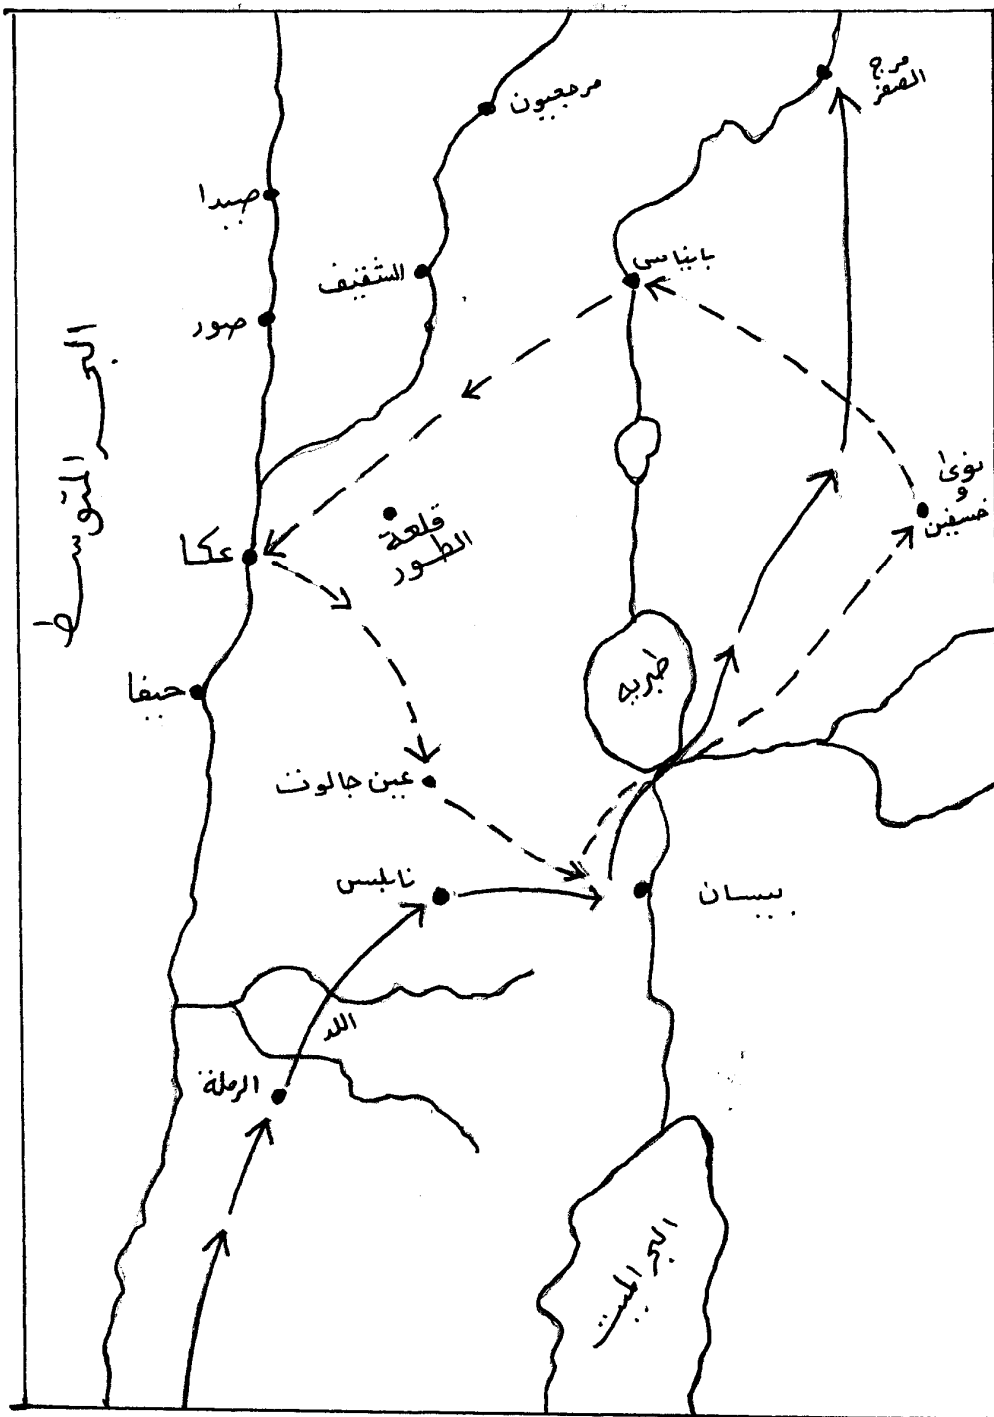 مرج
الصفر
مرجعيون
صيدا
الشقيف
بانياس
صور
البحر المتوسط
نوى
و
خسفين
قلعة
الطور
عكا
طبريه
حيفا
عين جالوت
نابلس
بيسان
اللد
الرملة
البحر الميت